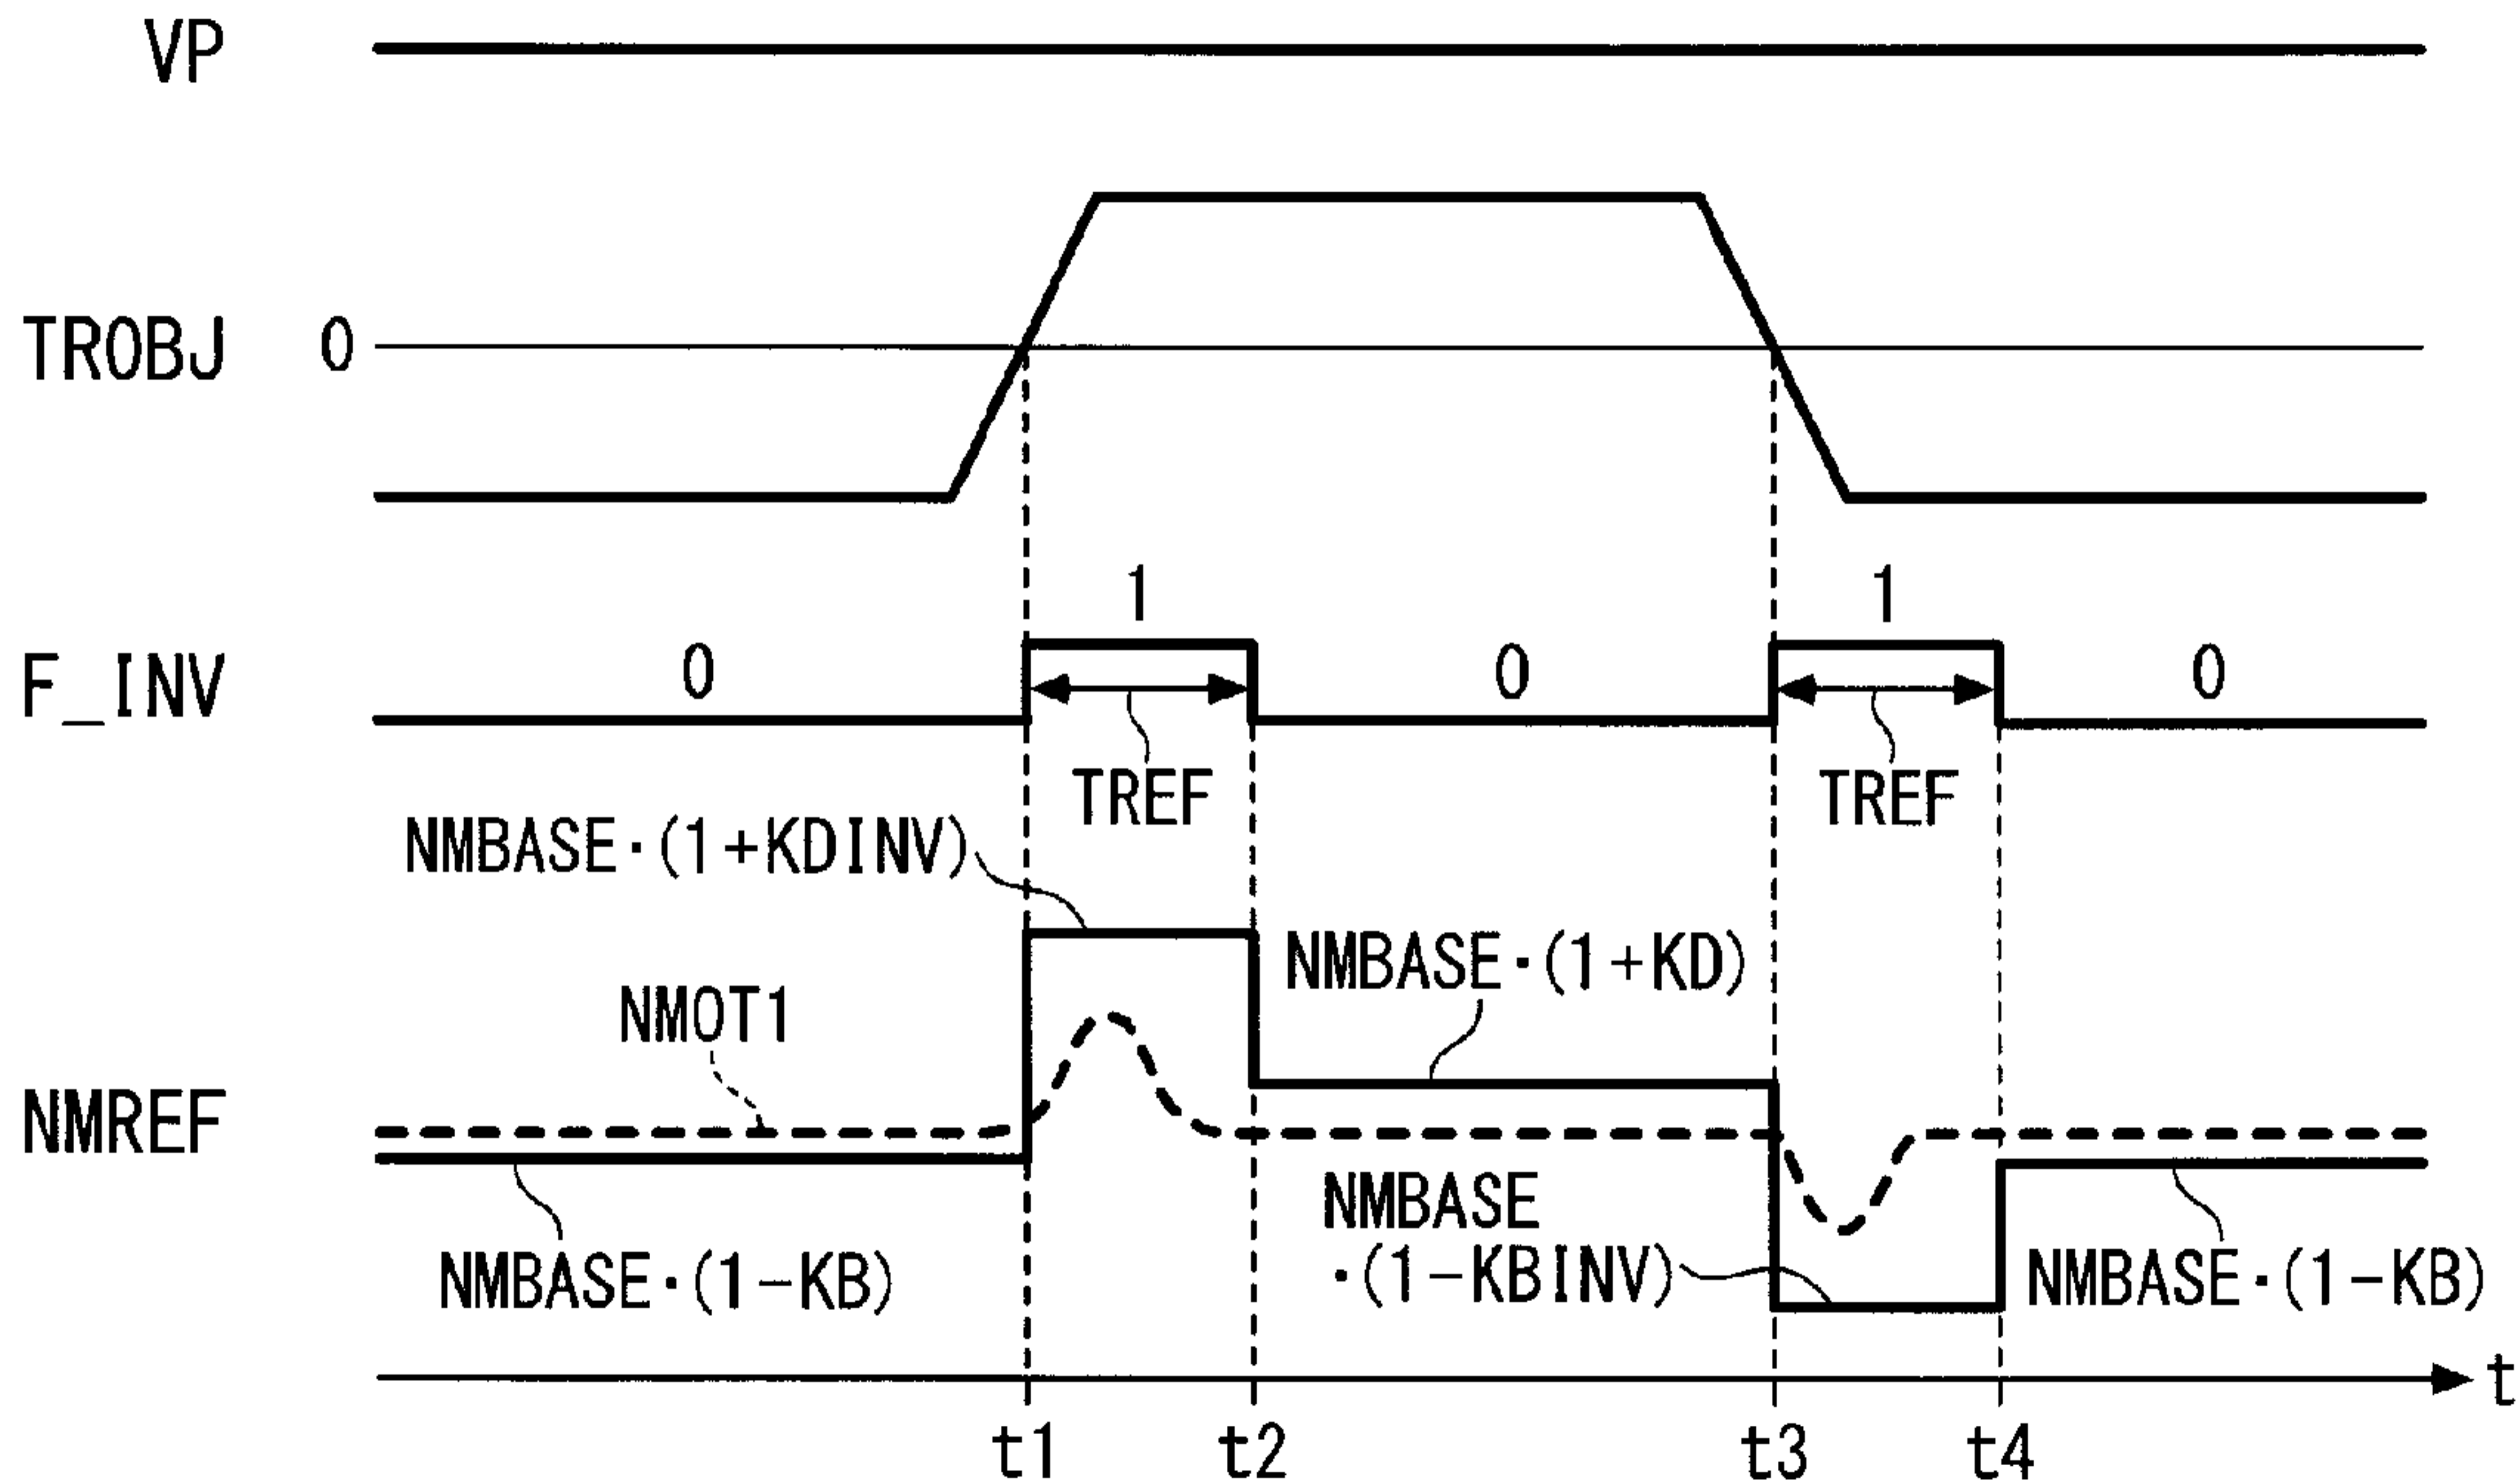 VP
TROBJ 0
1 1
F_INV 0 0 0
TREF TREF
NMBASE·(1+KDINV)
NMBASE·(1+KD)
NMOT1
NMREF
NMBASE
·(1-KBINV)
NMBASE·(1-KB) NMBASE·(1-KB)
t
t1 t2 t3 t4